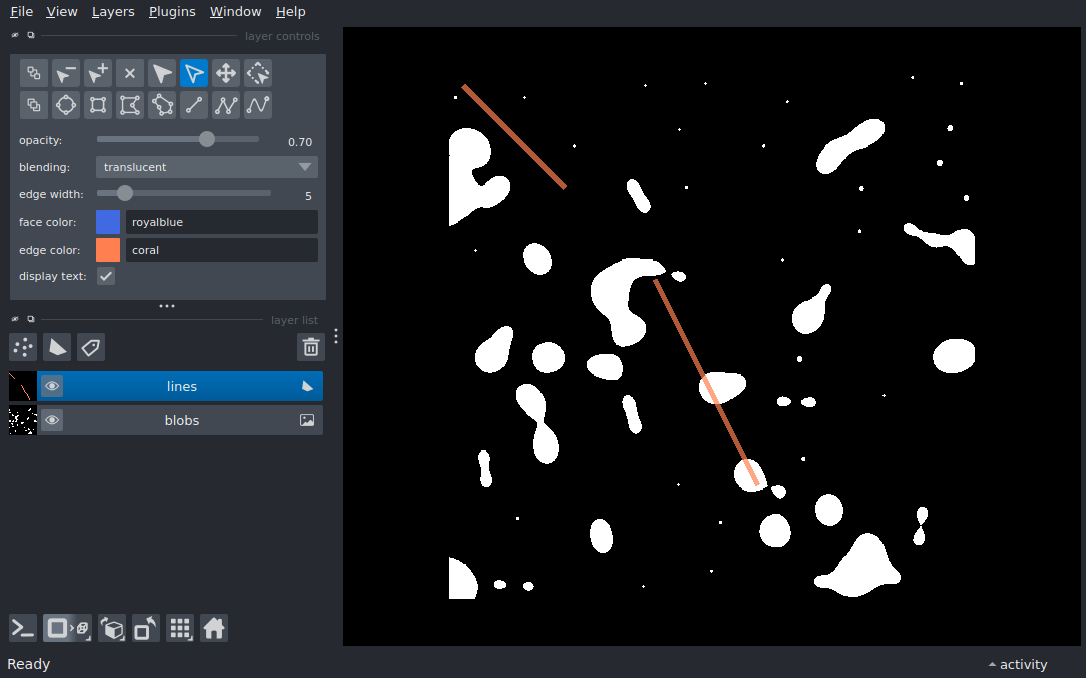 File View Layers Plugins Window Help
layer controls
opacity: 0.70
blending: translucent
edge width: 5
face color: royalblue
edge color: coral
display text:
layer list
lines
blobs
Ready activity